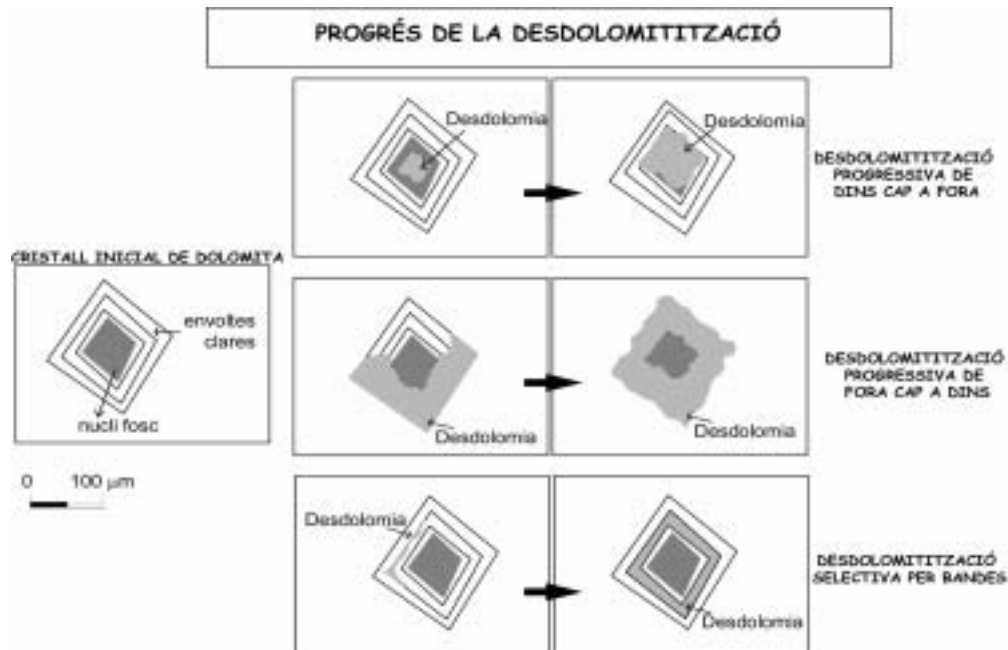 PROGRÉS DE LA DESDOLOMITITZACIÓ
Desdolomia
Desdolomia
DESDOLOMITITZACIÓ
PROGRESSIVA DE
DINS CAP A FORA
CRISTALL INICIAL DE DOLOMITA
envoltes
clares
nucli fosc
Desdolomia
Desdolomia
DESDOLOMITITZACIÓ
PROGRESSIVA DE
FORA CAP A DINS
0 100 μm
Desdolomia
Desdolomia
DESDOLOMITITZACIÓ
SELECTIVA PER BANDES